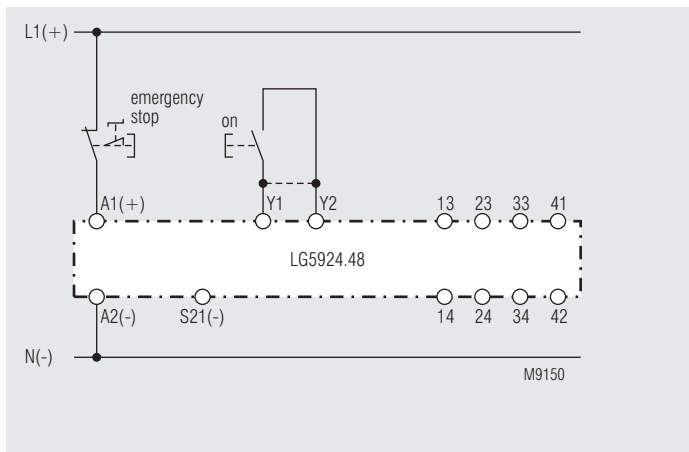 L1(+)
emergency
stop
on
A1(+) Y1 Y2 13 23 33 41
LG5924.48
A2(-) S21(-) 14 24 34 42
N(-)
M9150